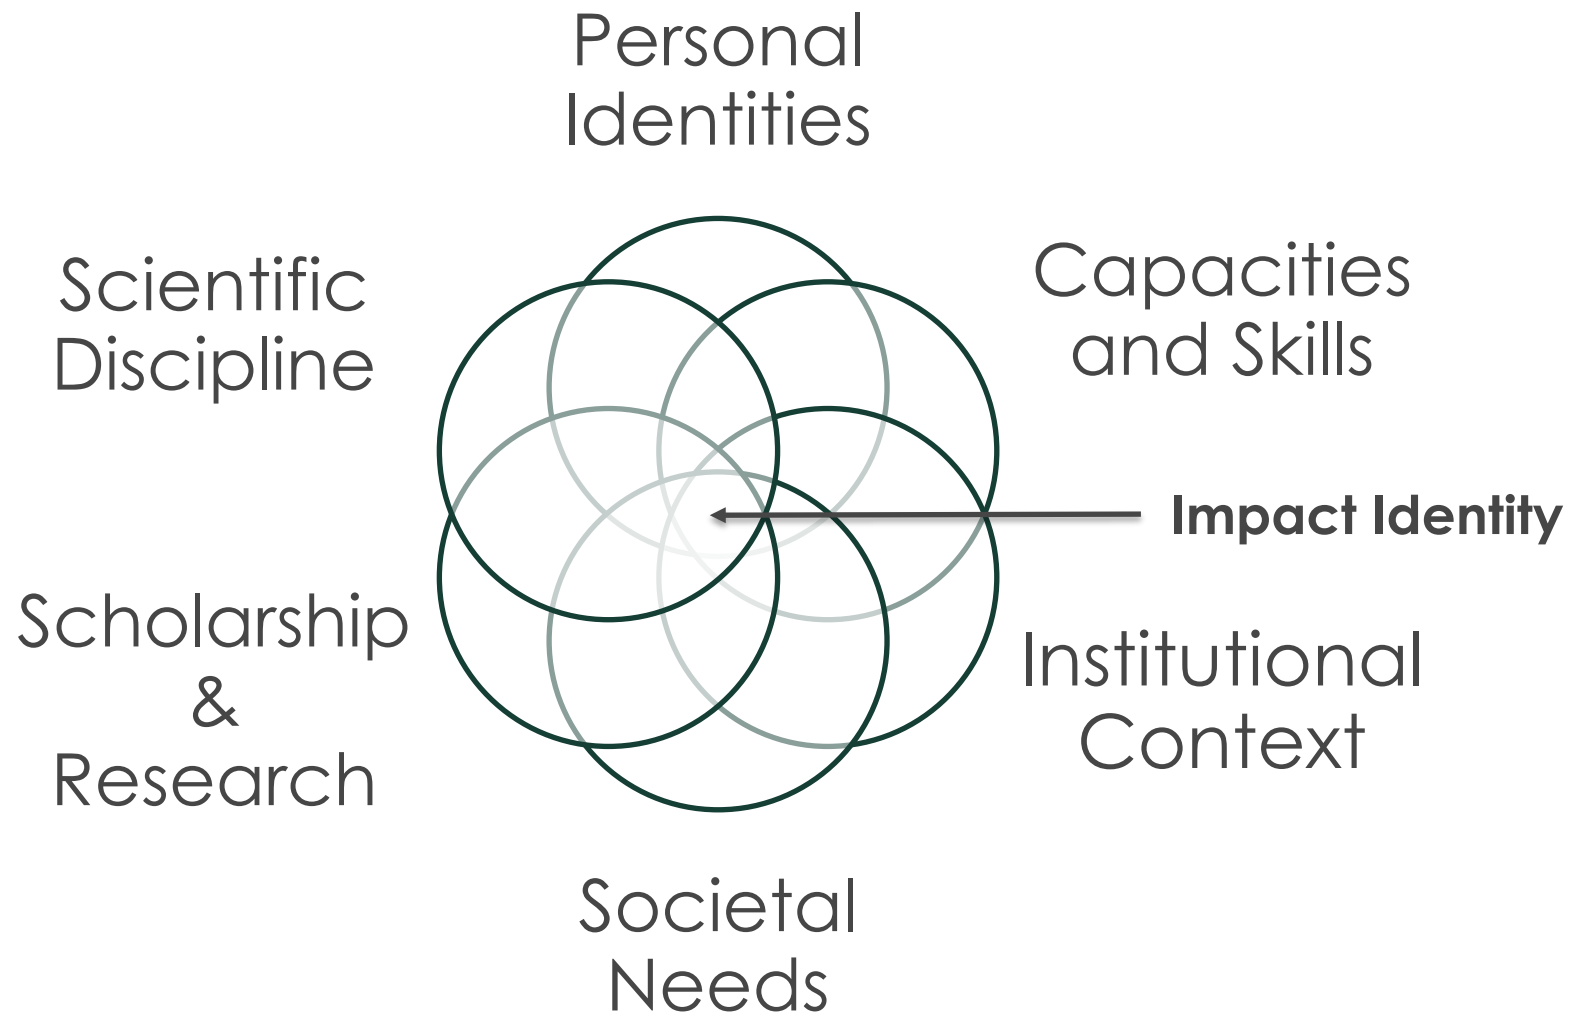 Personal
Identities
Scientific
Discipline
Capacities
and Skills
Impact Identity
Scholarship
&
Research
Institutional
Context
Societal
Needs